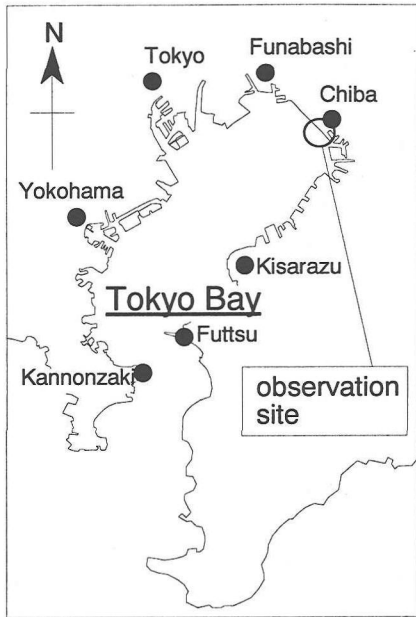 N
Tokyo
Funabashi
Chiba
Yokohama
Kisarazu
Tokyo Bay
Futtsu
Kannonzaki
observation
site